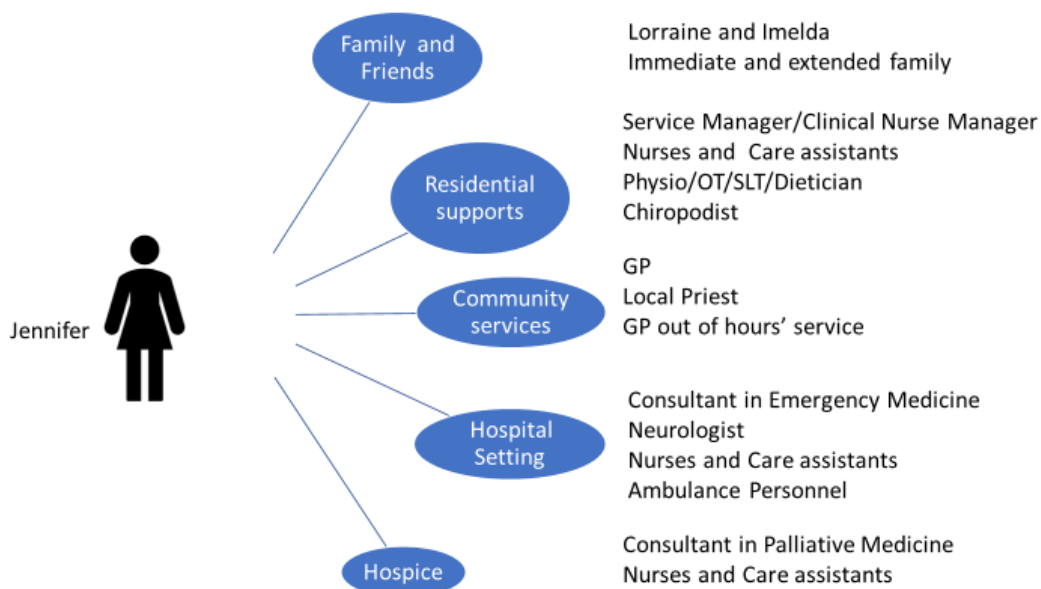 Family and
Friends
Lorraine and Imelda
Immediate and extended family
Residential
supports
Service Manager/Clinical Nurse Manager
Nurses and Care assistants
Physio/OT/SLT/Dietician
Chiropodist
Jennifer
Community
services
GP
Local Priest
GP out of hours’ service
Hospital
Setting
Consultant in Emergency Medicine
Neurologist
Nurses and Care assistants
Ambulance Personnel
Hospice
Consultant in Palliative Medicine
Nurses and Care assistants